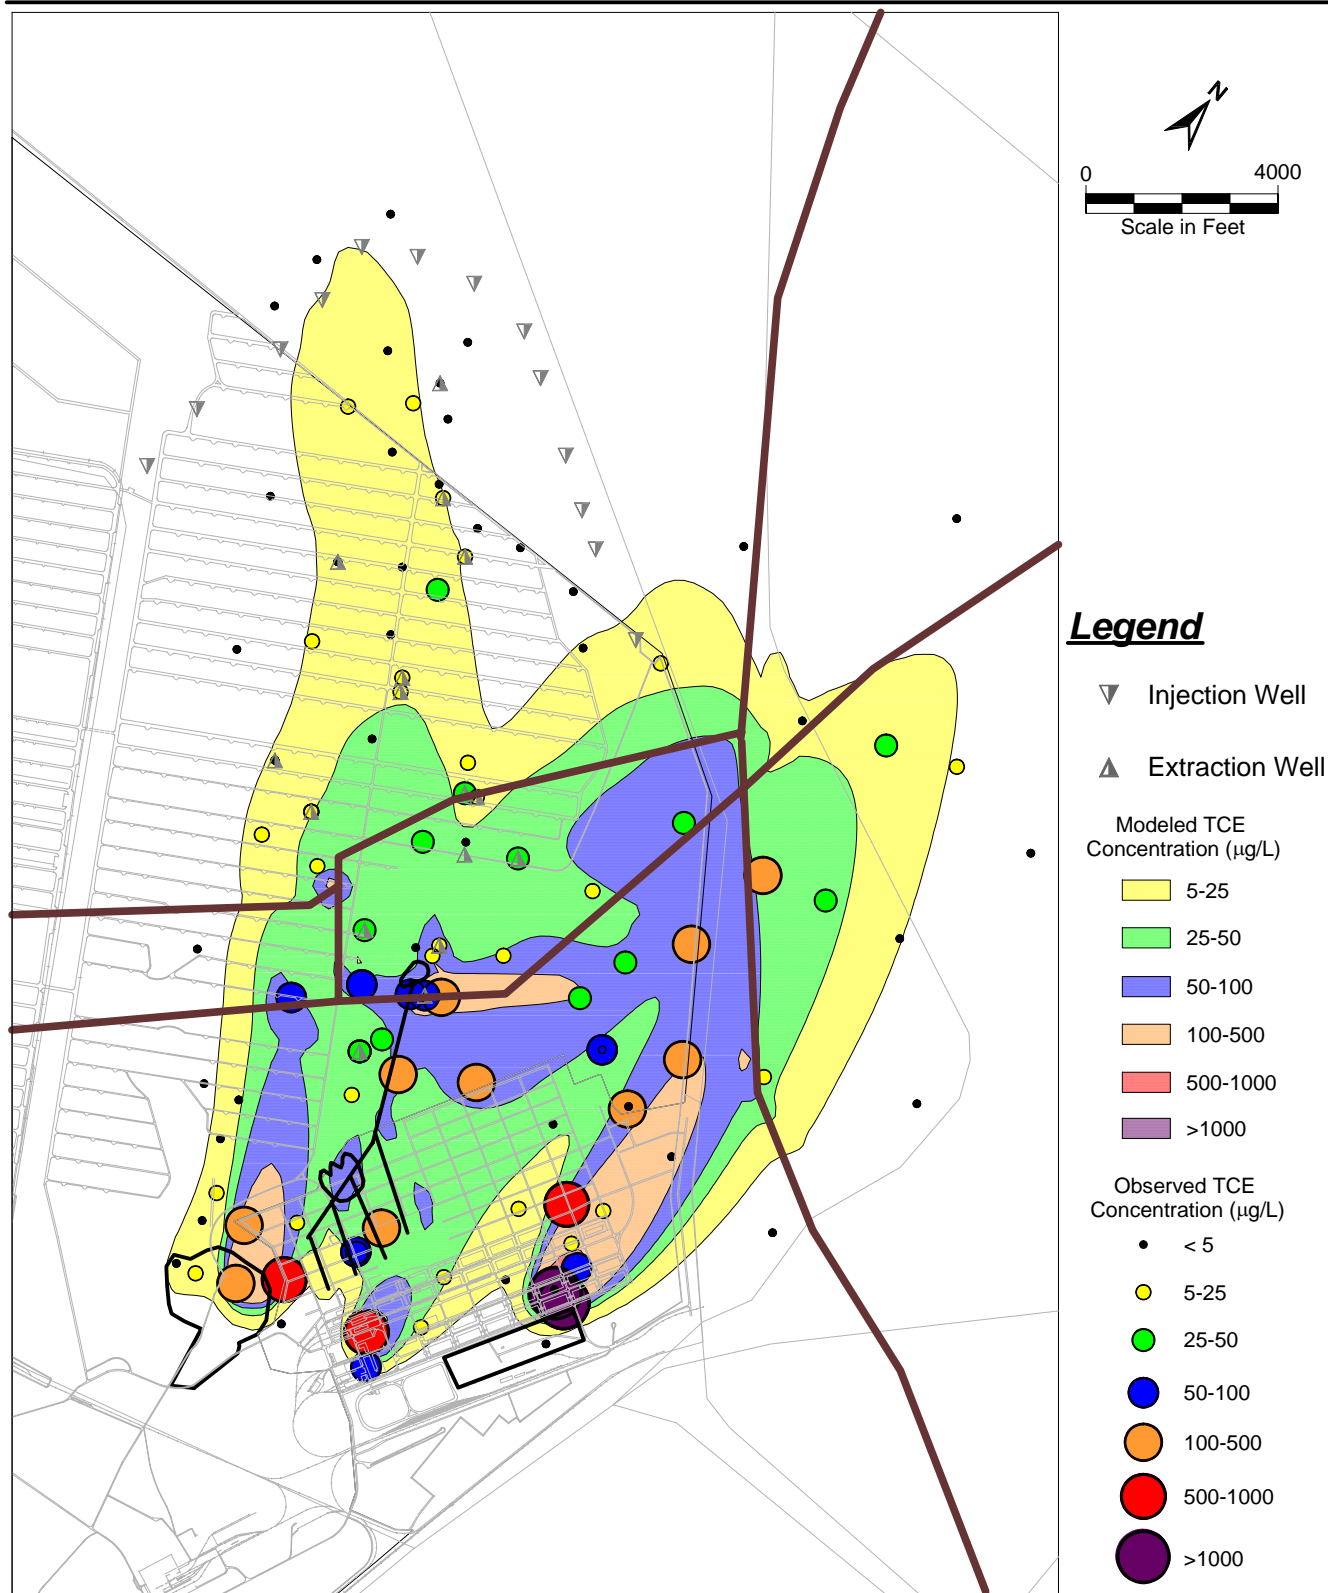 N
0 4000
Scale in Feet
Legend
Injection Well
Extraction Well
Modeled TCE
Concentration (µg/L)
5-25
25-50
50-100
100-500
500-1000
>1000
Observed TCE
Concentration (µg/L)
< 5
5-25
25-50
50-100
100-500
500-1000
>1000